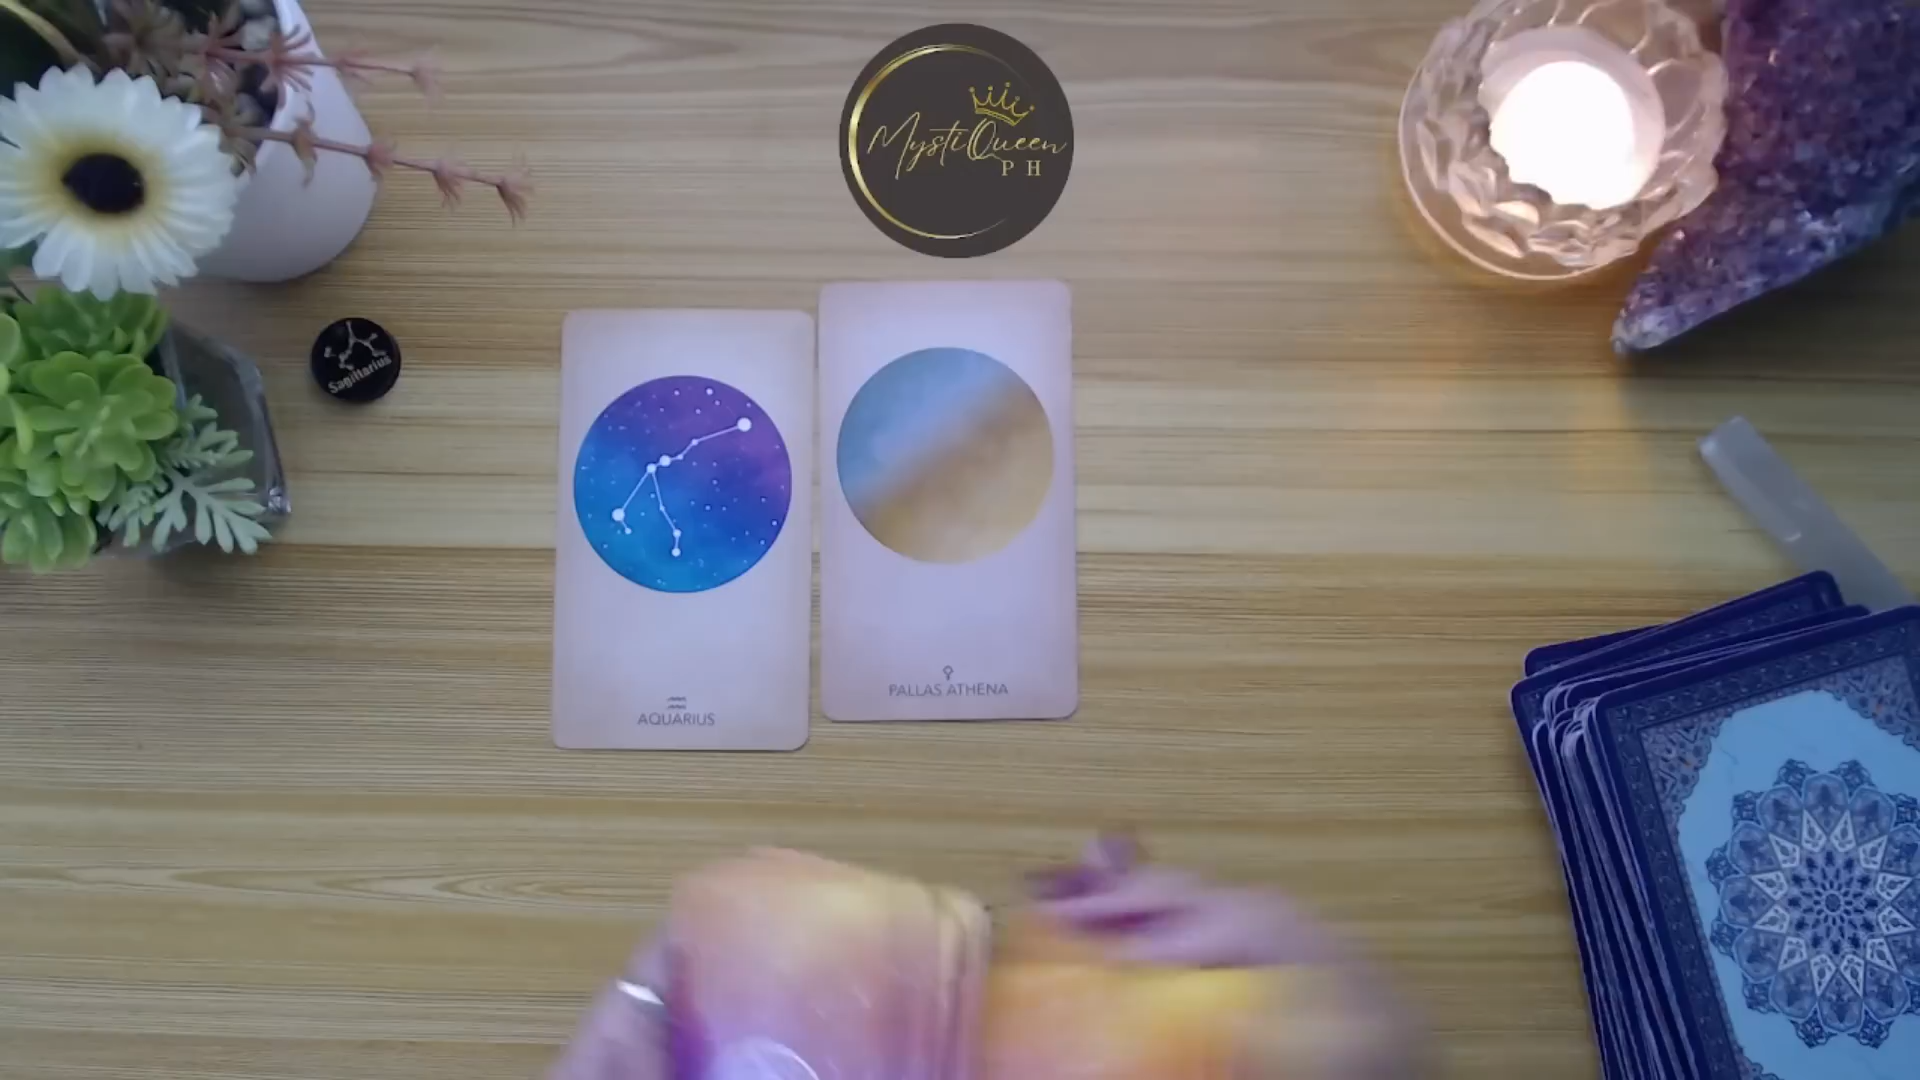 MystiQueen
PH
Sagittarius
AQUARIUS
PALLAS ATHENA